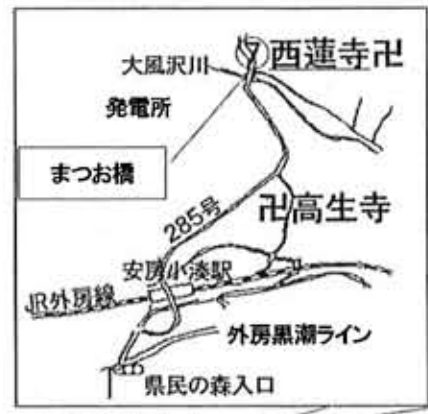 西蓮寺卍
大風沢川
発電所
まつお橋
卍高生寺
285号
安房小湊駅
JR外房線
外房黒潮ライン
県民の森入口